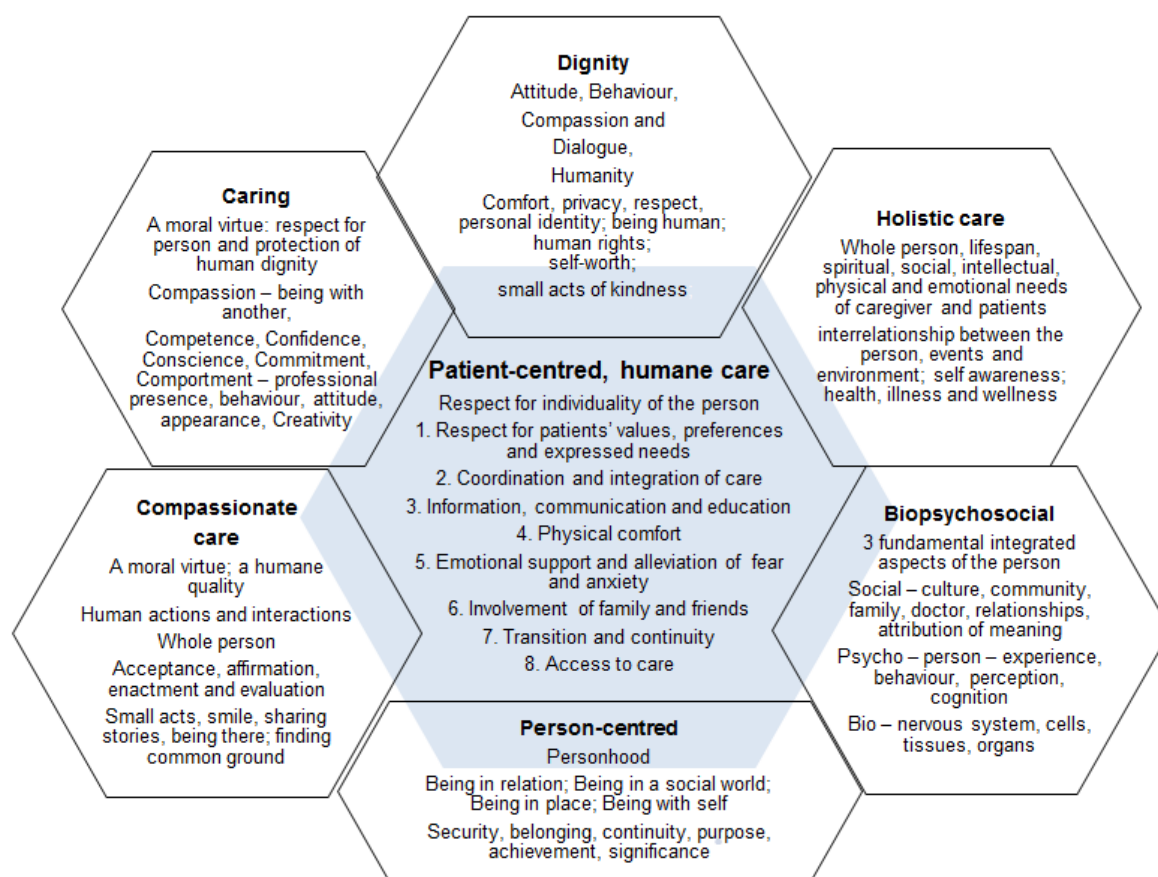 Dignity
Attitude, Behaviour,
Compassion and
Dialogue,
Humanity
Comfort, privacy, respect,
personal identity; being human;
human rights;
self-worth;
small acts of kindness;
Caring
A moral virtue: respect for
person and protection of
human dignity
Compassion – being with
another,
Competence, Confidence,
Conscience, Commitment,
Comportment – professional
presence, behaviour, attitude,
appearance, Creativity
Holistic care
Whole person, lifespan,
spiritual, social, intellectual,
physical and emotional needs
of caregiver and patients
interrelationship between the
person, events and
environment; self awareness;
health, illness and wellness
Patient-centred, humane care
Respect for individuality of the person
1. Respect for patients' values, preferences
and expressed needs
2. Coordination and integration of care
3. Information, communication and education
4. Physical comfort
5. Emotional support and alleviation of fear
and anxiety
6. Involvement of family and friends
7. Transition and continuity
8. Access to care
Compassionate
care
A moral virtue; a humane
quality
Human actions and interactions
Whole person
Acceptance, affirmation,
enactment and evaluation
Small acts, smile, sharing
stories, being there; finding
common ground
Biopsychosocial
3 fundamental integrated
aspects of the person
Social – culture, community,
family, doctor, relationships,
attribution of meaning
Psycho – person – experience,
behaviour, perception,
cognition
Bio – nervous system, cells,
tissues, organs
Person-centred
Personhood
Being in relation; Being in a social world;
Being in place; Being with self
Security, belonging, continuity, purpose,
achievement, significance